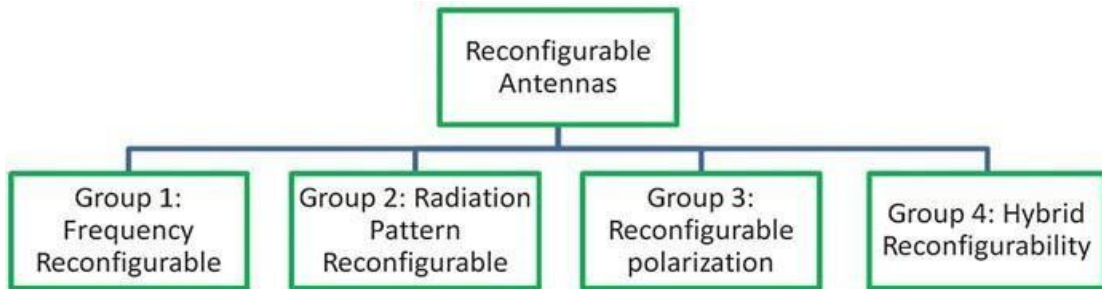 Reconfigurable
Antennas
Group 1:
Frequency
Reconfigurable
Group 2: Radiation
Pattern
Reconfigurable
Group 3:
Reconfigurable
polarization
Group 4: Hybrid
Reconfigurability